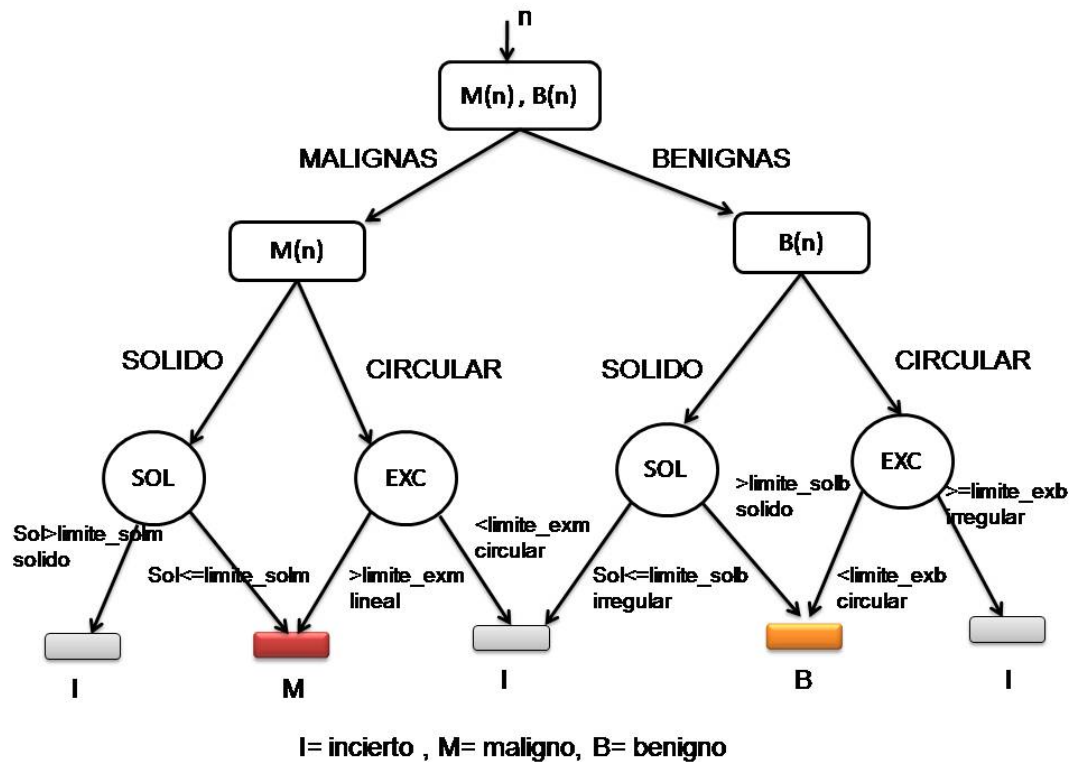 n
M(n) , B(n)
MALIGNAS
BENIGNAS
M(n)
B(n)
SOLIDO
CIRCULAR
SOLIDO
CIRCULAR
SOL
EXC
SOL
EXC
Sol>limite_solm
solido
Sol<=limite_solm
>limite_exm
lineal
<limite_exm
circular
Sol<=limite_solb
irregular
>limite_solb
solido
<limite_exb
circular
>=limite_exb
irregular
I
M
I
B
I
I= incierto , M= maligno, B= benigno